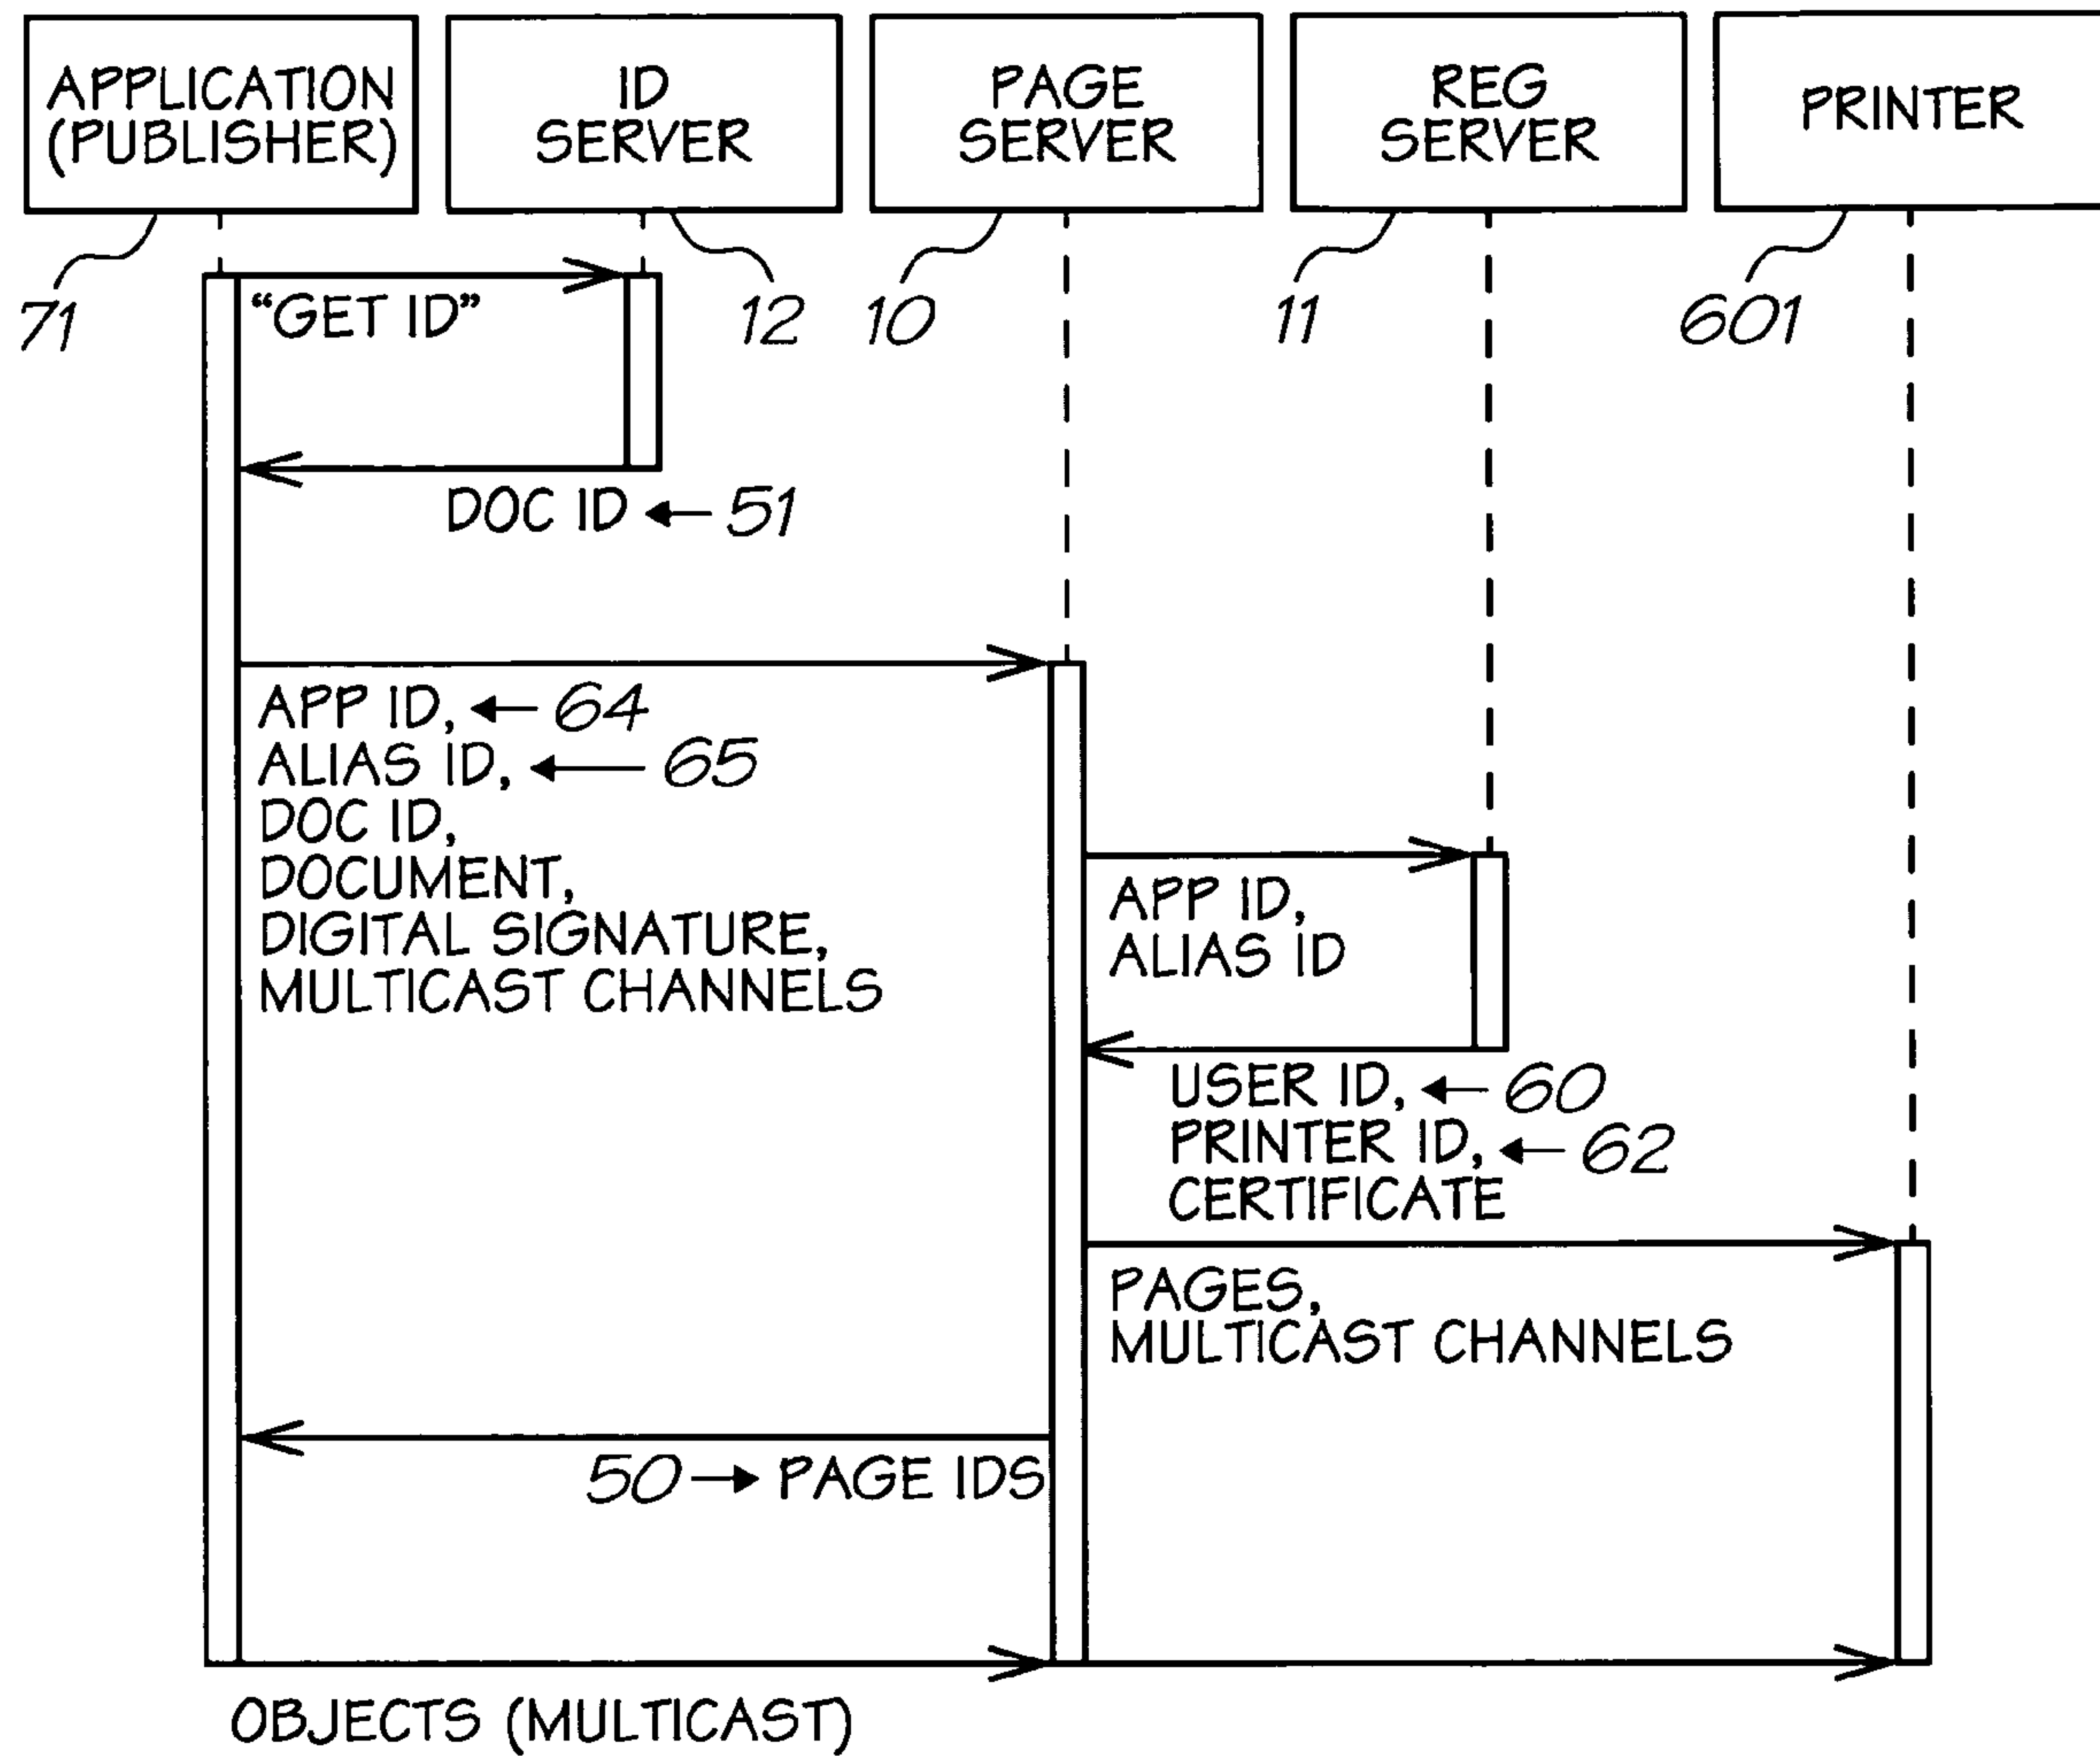 APPLICATION
(PUBLISHER)
ID
SERVER
PAGE
SERVER
REG
SERVER
PRINTER
71
12
10
11
601
“GET ID”
DOC ID 51
APP ID, 64
ALIAS ID, 65
DOC ID,
DOCUMENT,
DIGITAL SIGNATURE,
MULTICAST CHANNELS
APP ID,
ALIAS ID
USER ID, 60
PRINTER ID, 62
CERTIFICATE
PAGES,
MULTICAST CHANNELS
50 PAGE IDS
OBJECTS (MULTICAST)